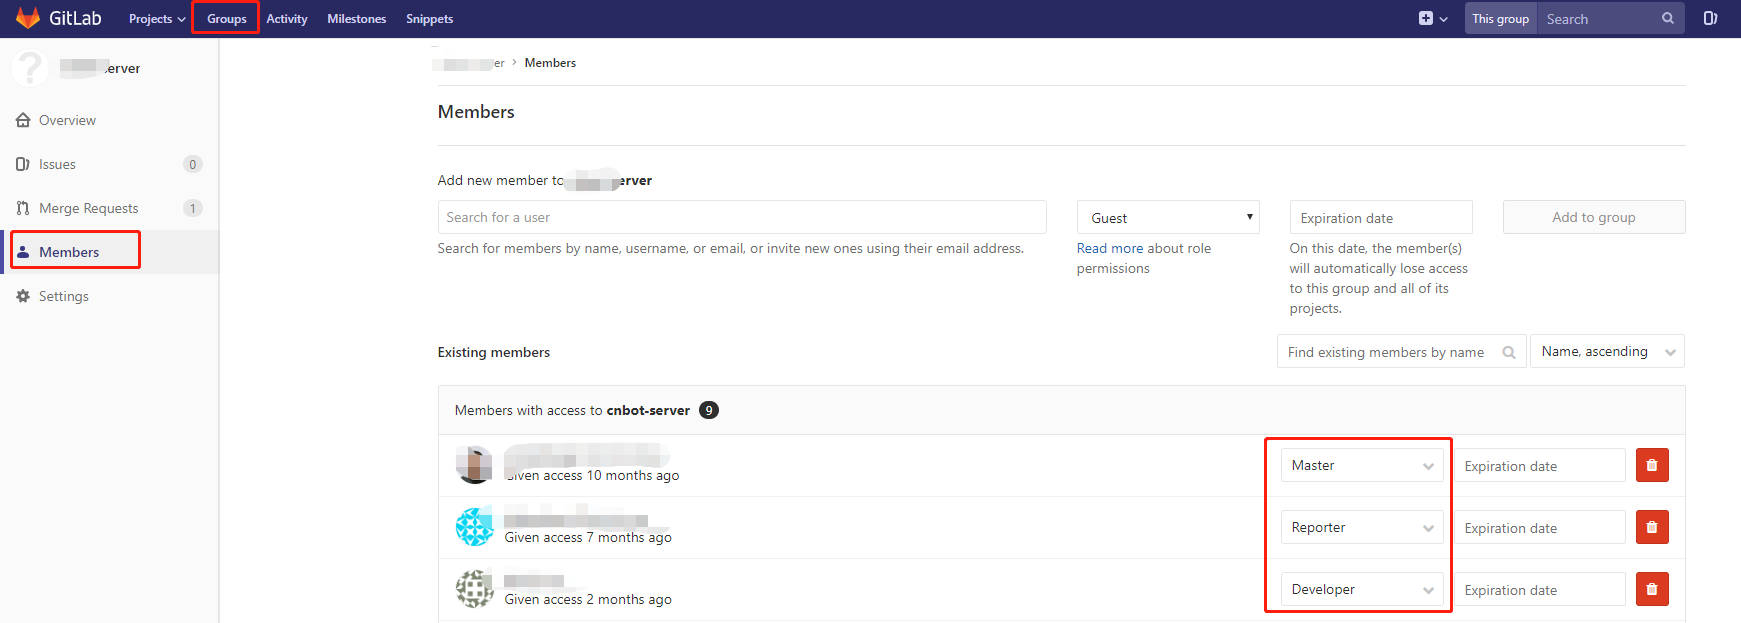 GitLab Projects Groups Activity Milestones Snippets This group Search
erver
Overview
Issues 0
Merge Requests 1
Members
Settings
er › Members
Members
Add new member to erver
Search for a user
Guest
Expiration date
Add to group
Search for members by name, username, or email, or invite new ones using their email address.
Read more about role
permissions
On this date, the member(s)
will automatically lose access
to this group and all of its
projects.
Existing members
Find existing members by name
Name, ascending
Members with access to cnbot-server 9
Given access 10 months ago
Master
Expiration date
Given access 7 months ago
Reporter
Expiration date
Given access 2 months ago
Developer
Expiration date